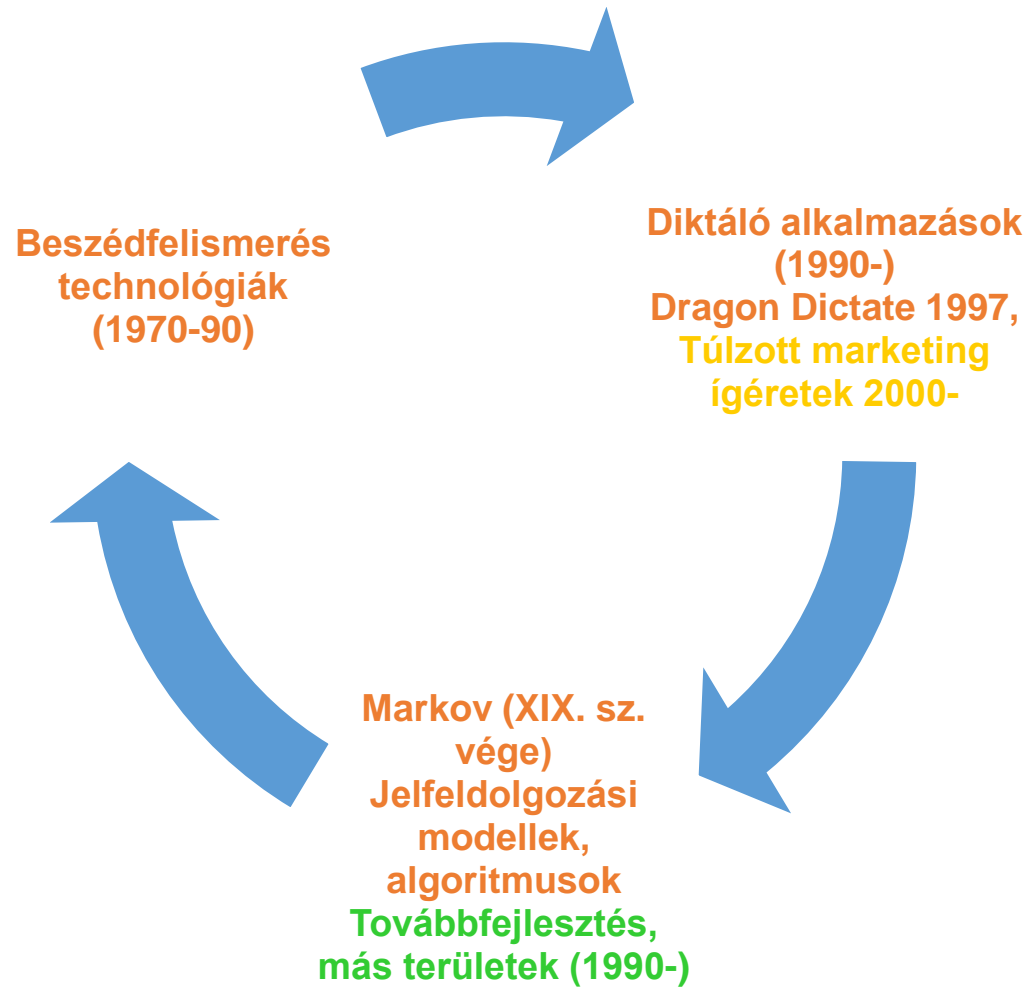 Beszédfelismerés
technológiák
(1970-90)
Diktáló alkalmazások
(1990-)
Dragon Dictate 1997,
Túlzott marketing
ígéretek 2000-
Markov (XIX. sz.
vége)
Jelfeldolgozási
modellek,
algoritmusok
Továbbfejlesztés,
más területek (1990-)